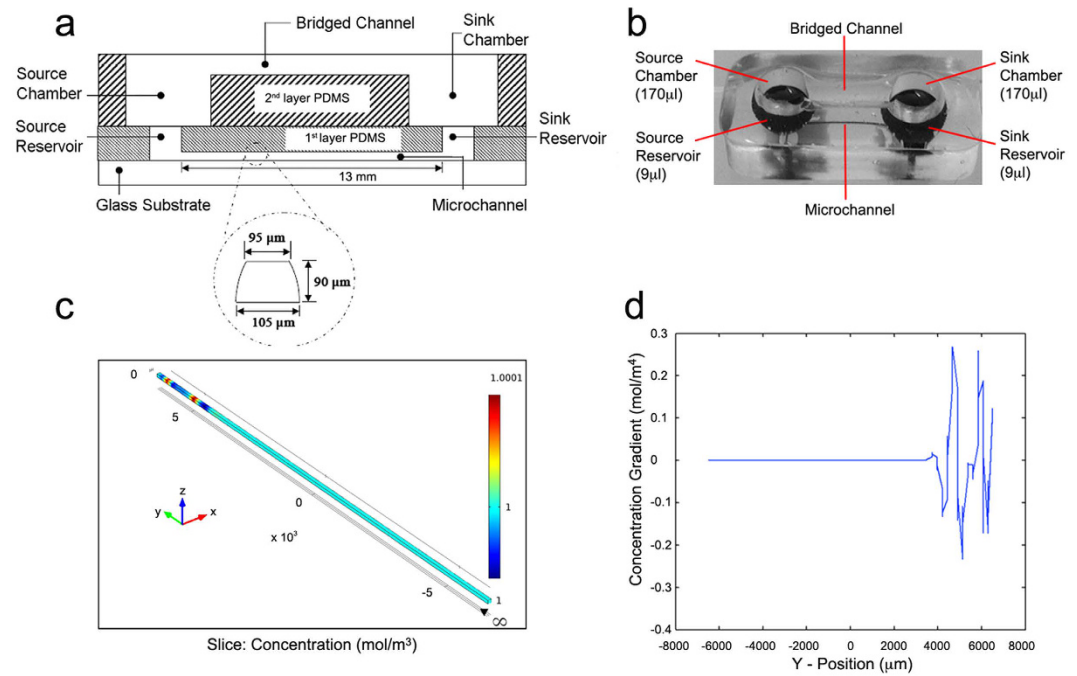 a
Bridged Channel
Sink
Chamber
Source
Chamber
2nd layer PDMS
Source
Reservoir
1st layer PDMS
Sink
Reservoir
13 mm
Glass Substrate
Microchannel
95 µm
90 µm
105 µm
b
Bridged Channel
Source
Chamber
(170µl)
Sink
Chamber
(170µl)
Source
Reservoir
(9µl)
Sink
Reservoir
(9µl)
Microchannel
c
0
5
0
x 10³
-5
1
z
y
x
1.0001
1
∞
Slice: Concentration (mol/m³)
d
Concentration Gradient (mol/m⁴)
0.3
0.2
0.1
0
-0.1
-0.2
-0.3
-0.4
-8000 -6000 -4000 -2000 0 2000 4000 6000 8000
Y - Position (µm)